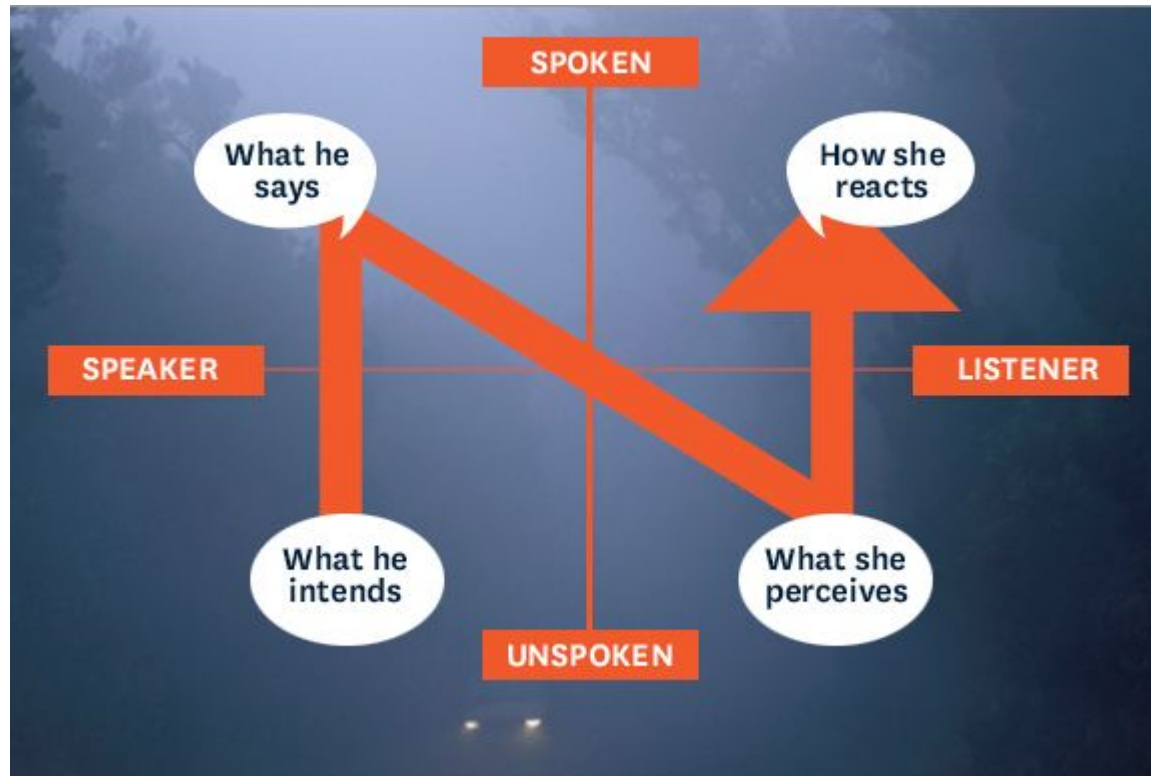 SPOKEN
What he
says
How she
reacts
SPEAKER
LISTENER
What he
intends
What she
perceives
UNSPOKEN